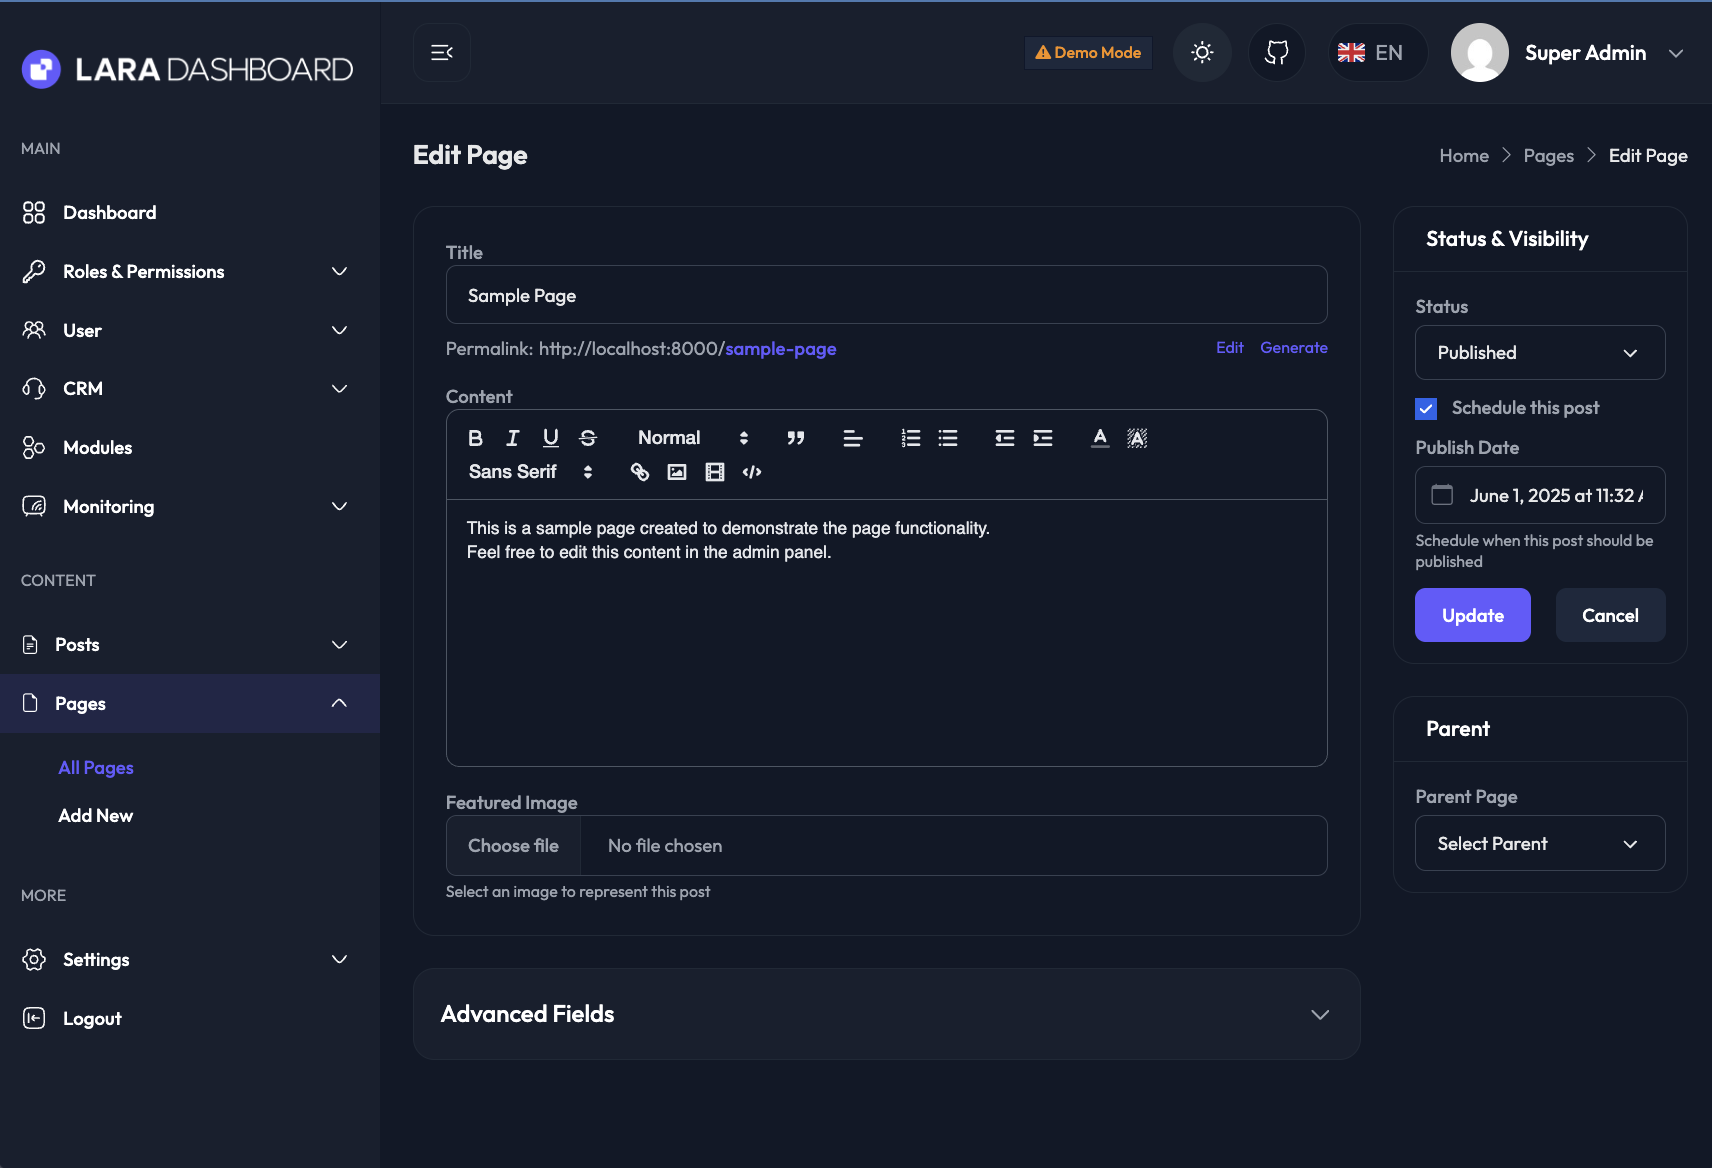 LARA DASHBOARD
Demo Mode
EN
Super Admin
MAIN
Dashboard
Roles & Permissions
User
CRM
Modules
Monitoring
CONTENT
Posts
Pages
All Pages
Add New
MORE
Settings
Logout
Edit Page
Home
Pages
Edit Page
Title
Sample Page
Permalink: http://localhost:8000/sample-page
Edit
Generate
Content
Normal
Sans Serif
This is a sample page created to demonstrate the page functionality.
Feel free to edit this content in the admin panel.
Featured Image
Choose file
No file chosen
Select an image to represent this post
Advanced Fields
Status & Visibility
Status
Published
Schedule this post
Publish Date
June 1, 2025 at 11:32
Schedule when this post should be
published
Update
Cancel
Parent
Parent Page
Select Parent